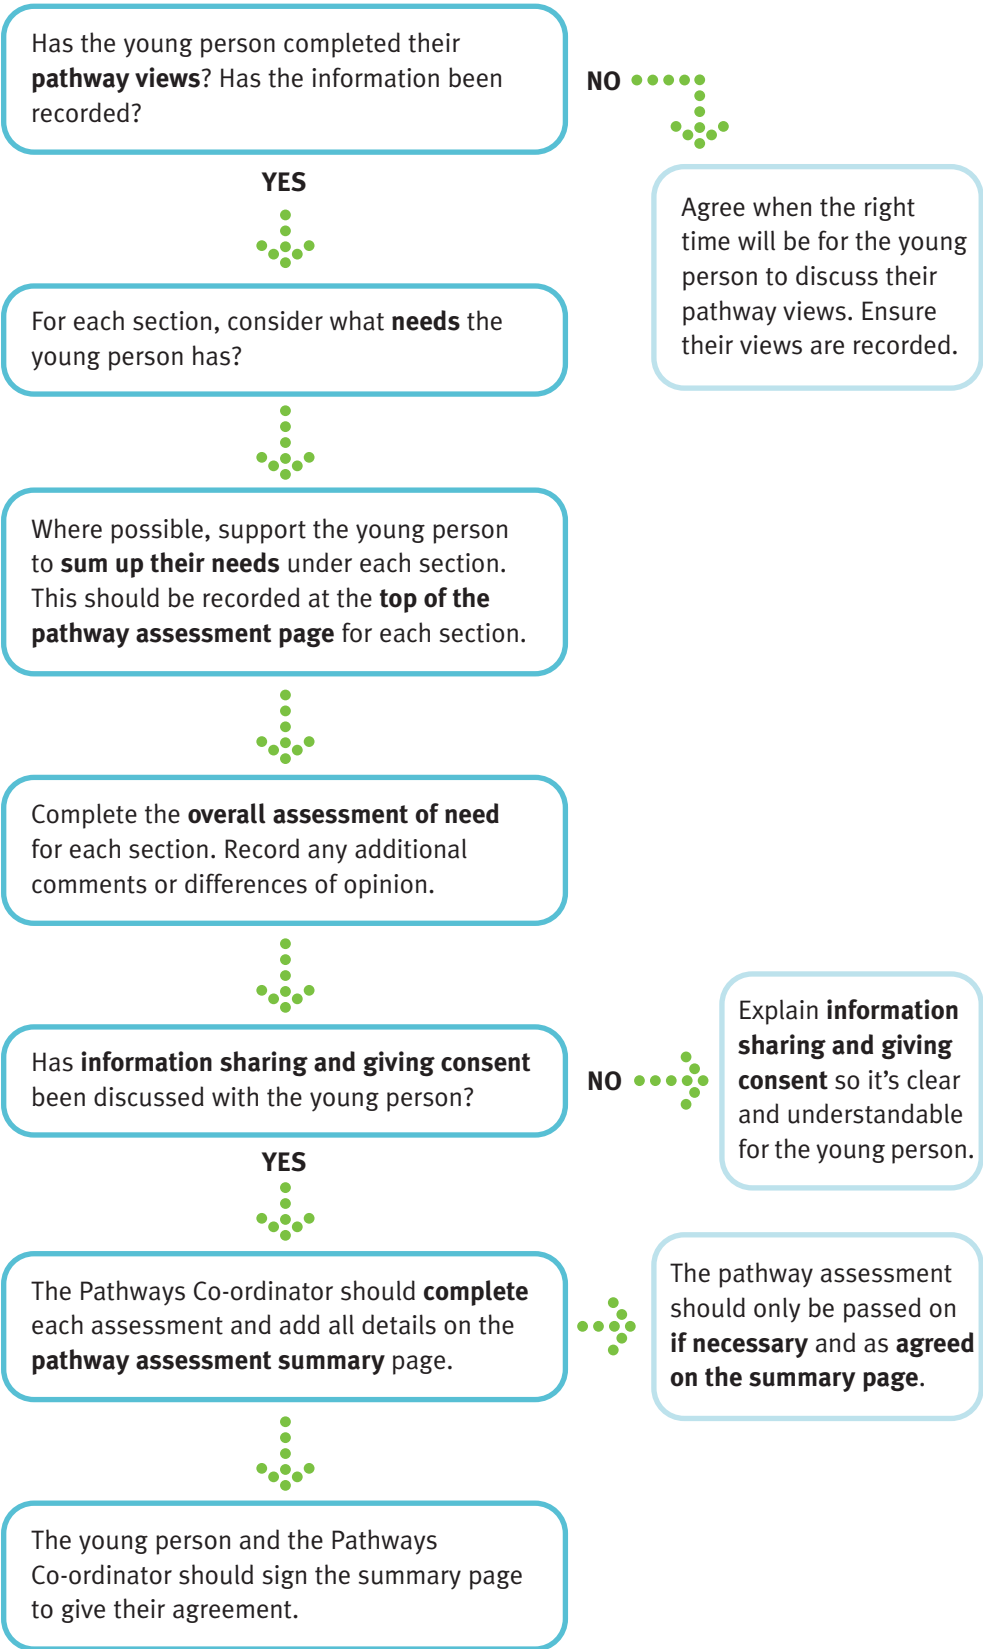 Has the young person completed their
pathway views? Has the information been
recorded?
NO
Agree when the right
time will be for the young
person to discuss their
pathway views. Ensure
their views are recorded.
YES
For each section, consider what needs the
young person has?
Where possible, support the young person
to sum up their needs under each section.
This should be recorded at the top of the
pathway assessment page for each section.
Complete the overall assessment of need
for each section. Record any additional
comments or differences of opinion.
Has information sharing and giving consent
been discussed with the young person?
NO
Explain information
sharing and giving
consent so it's clear
and understandable
for the young person.
YES
The Pathways Co-ordinator should complete
each assessment and add all details on the
pathway assessment summary page.
The pathway assessment
should only be passed on
if necessary and as agreed
on the summary page.
The young person and the Pathways
Co-ordinator should sign the summary page
to give their agreement.